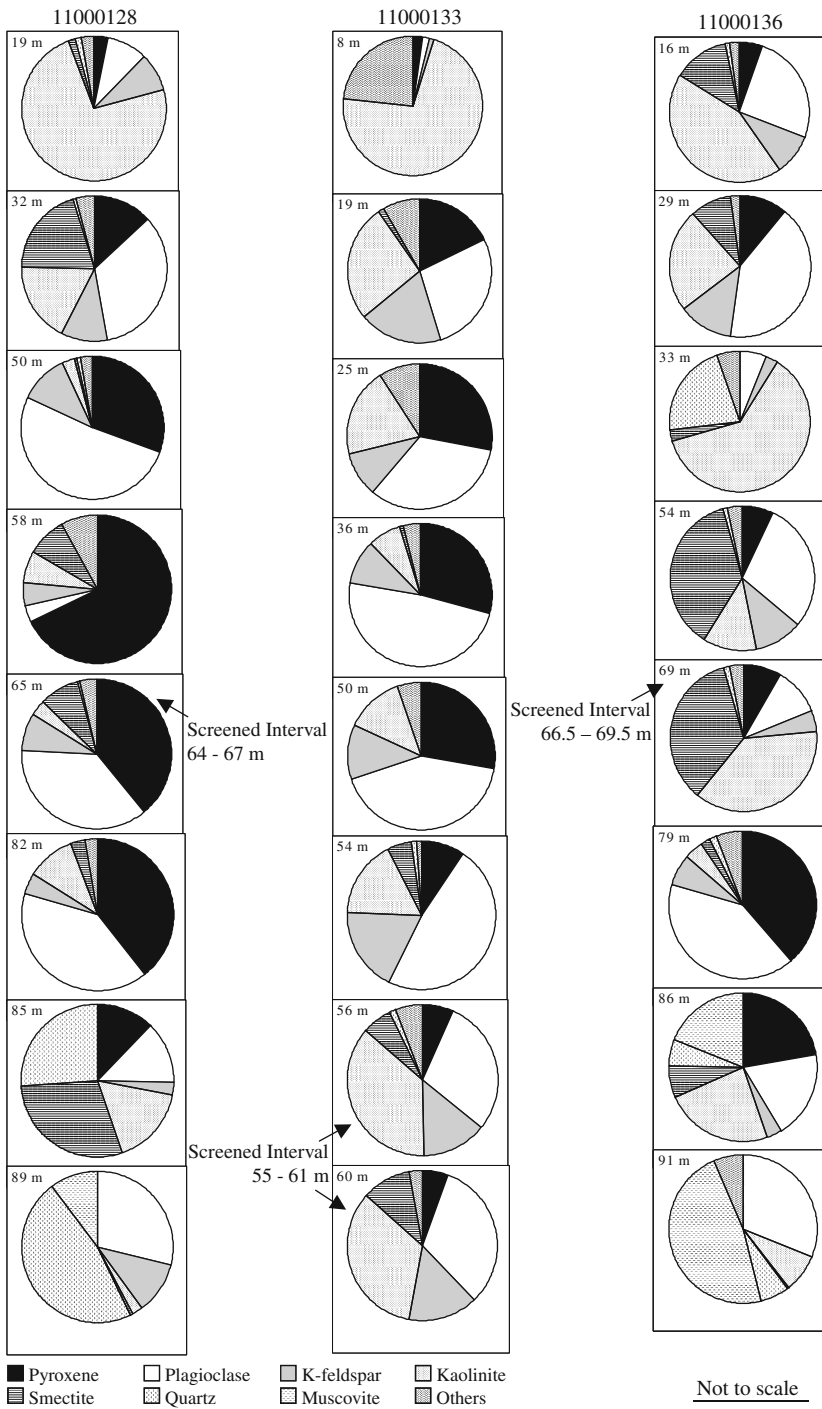 11000128
11000133
11000136
19 m
8 m
16 m
32 m
19 m
29 m
50 m
25 m
33 m
58 m
36 m
54 m
65 m
Screened Interval
64 - 67 m
50 m
Screened Interval
66.5 – 69.5 m
69 m
82 m
54 m
79 m
85 m
56 m
86 m
Screened Interval
55 - 61 m
89 m
60 m
91 m
Pyroxene Plagioclase K-feldspar Kaolinite
Smectite Quartz Muscovite Others
Not to scale